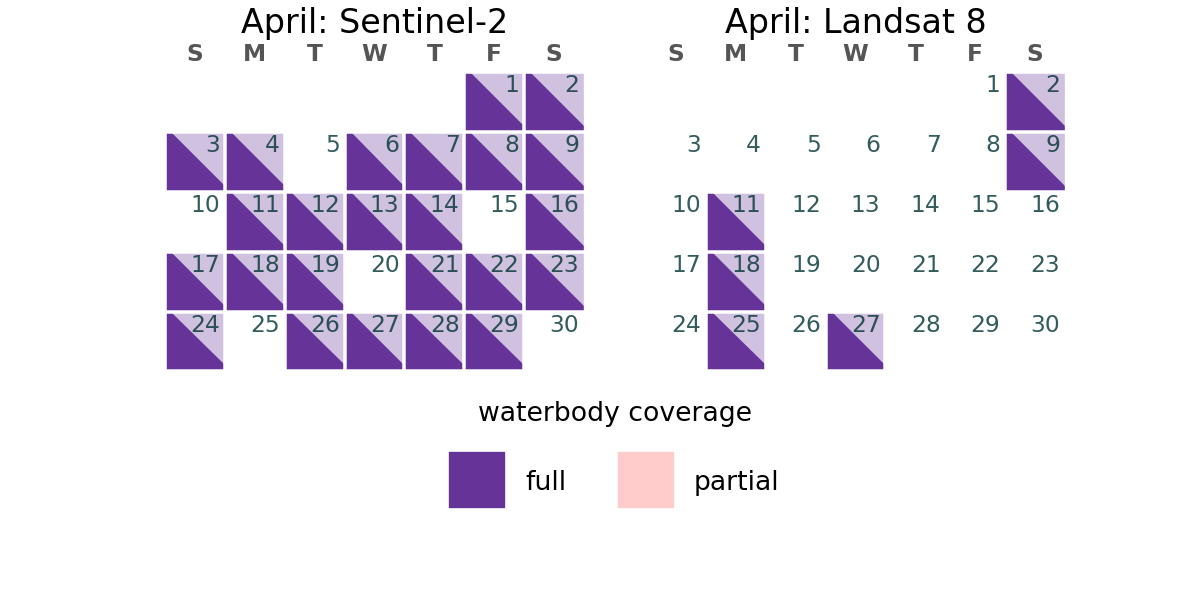 April: Sentinel-2
S M T W T F S
1 2
3 4 5 6 7 8 9
10 11 12 13 14 15 16
17 18 19 20 21 22 23
24 25 26 27 28 29 30
April: Landsat 8
S M T W T F S
1 2
3 4 5 6 7 8 9
10 11 12 13 14 15 16
17 18 19 20 21 22 23
24 25 26 27 28 29 30
waterbody coverage
full partial